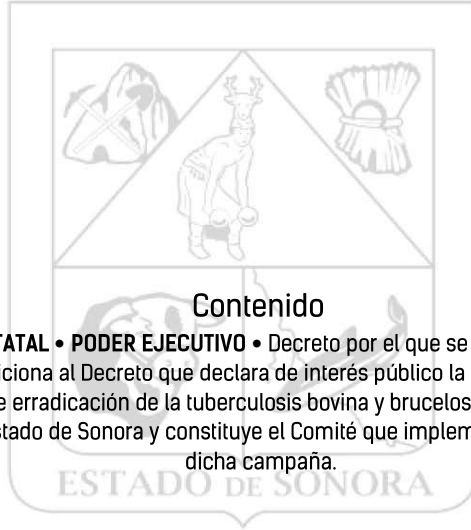 Contenido
TATAL • PODER EJECUTIVO • Decreto por el que se
iciona al Decreto que declara de interés público la
e erradicación de la tuberculosis bovina y brucelos
stado de Sonora y constituye el Comité que implem
dicha campaña.
ESTADO DE SONORA